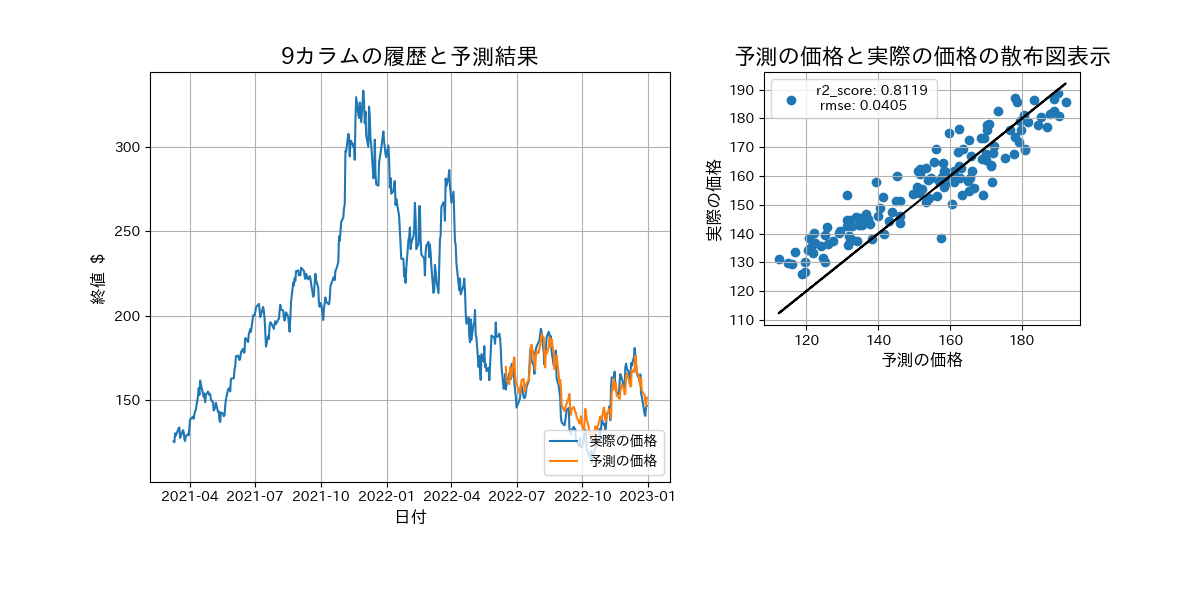 9カラムの履歴と予測結果
終値 $
300
250
200
150
2021-04 2021-07 2021-10 2022-01 2022-04 2022-07 2022-10 2023-01
日付
実際の価格
予測の価格
予測の価格と実際の価格の散布図表示
r2_score: 0.8119
rmse: 0.0405
実際の価格
190
180
170
160
150
140
130
120
110
120 140 160 180
予測の価格